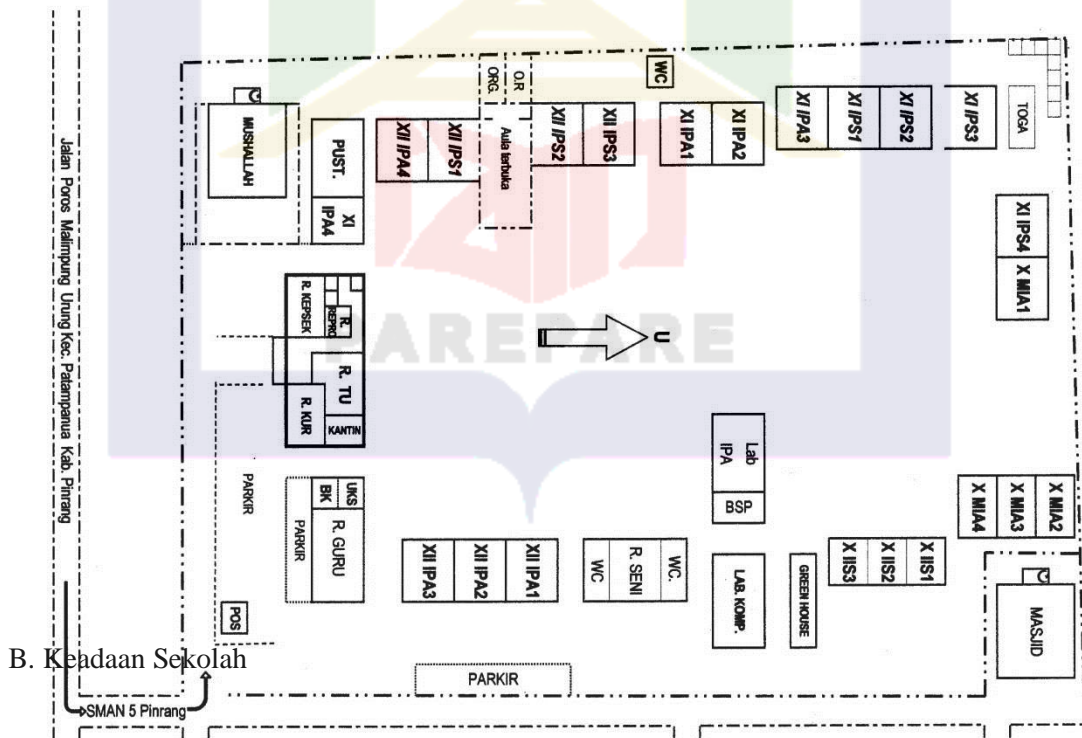 WC
O.R
ORG.
Aula terbuka
MUSHALLAH
PUST.
XI
IPA4
XII IPA4
XII IPS1
XII IPS2
XII IPS3
XI IPA1
XI IPA2
XI IPA3
XI IPS1
XI IPS2
XI IPS3
TOGA
XI IPS4
X MIA1
Jalan Poros Malimpung Urung Kec. Patampanua Kab. Pinrang
R. KEPSEK
R.
REPRO
R. TU
R. KUR
KANTIN
U
PAREPARE
Lab
IPA
BSP
X MIA4
X MIA3
X MIA2
PARKIR
PARKIR
BK
UKS
R. GURU
POS
XII IPA3
XII IPA2
XII IPA1
WC
R. SENI
WC.
LAB. KOMP.
GREEN HOUSE
X IIS3
X IIS2
X IIS1
MASJID
B. Keadaan Sekolah
PARKIR
SMAN 5 Pinrang